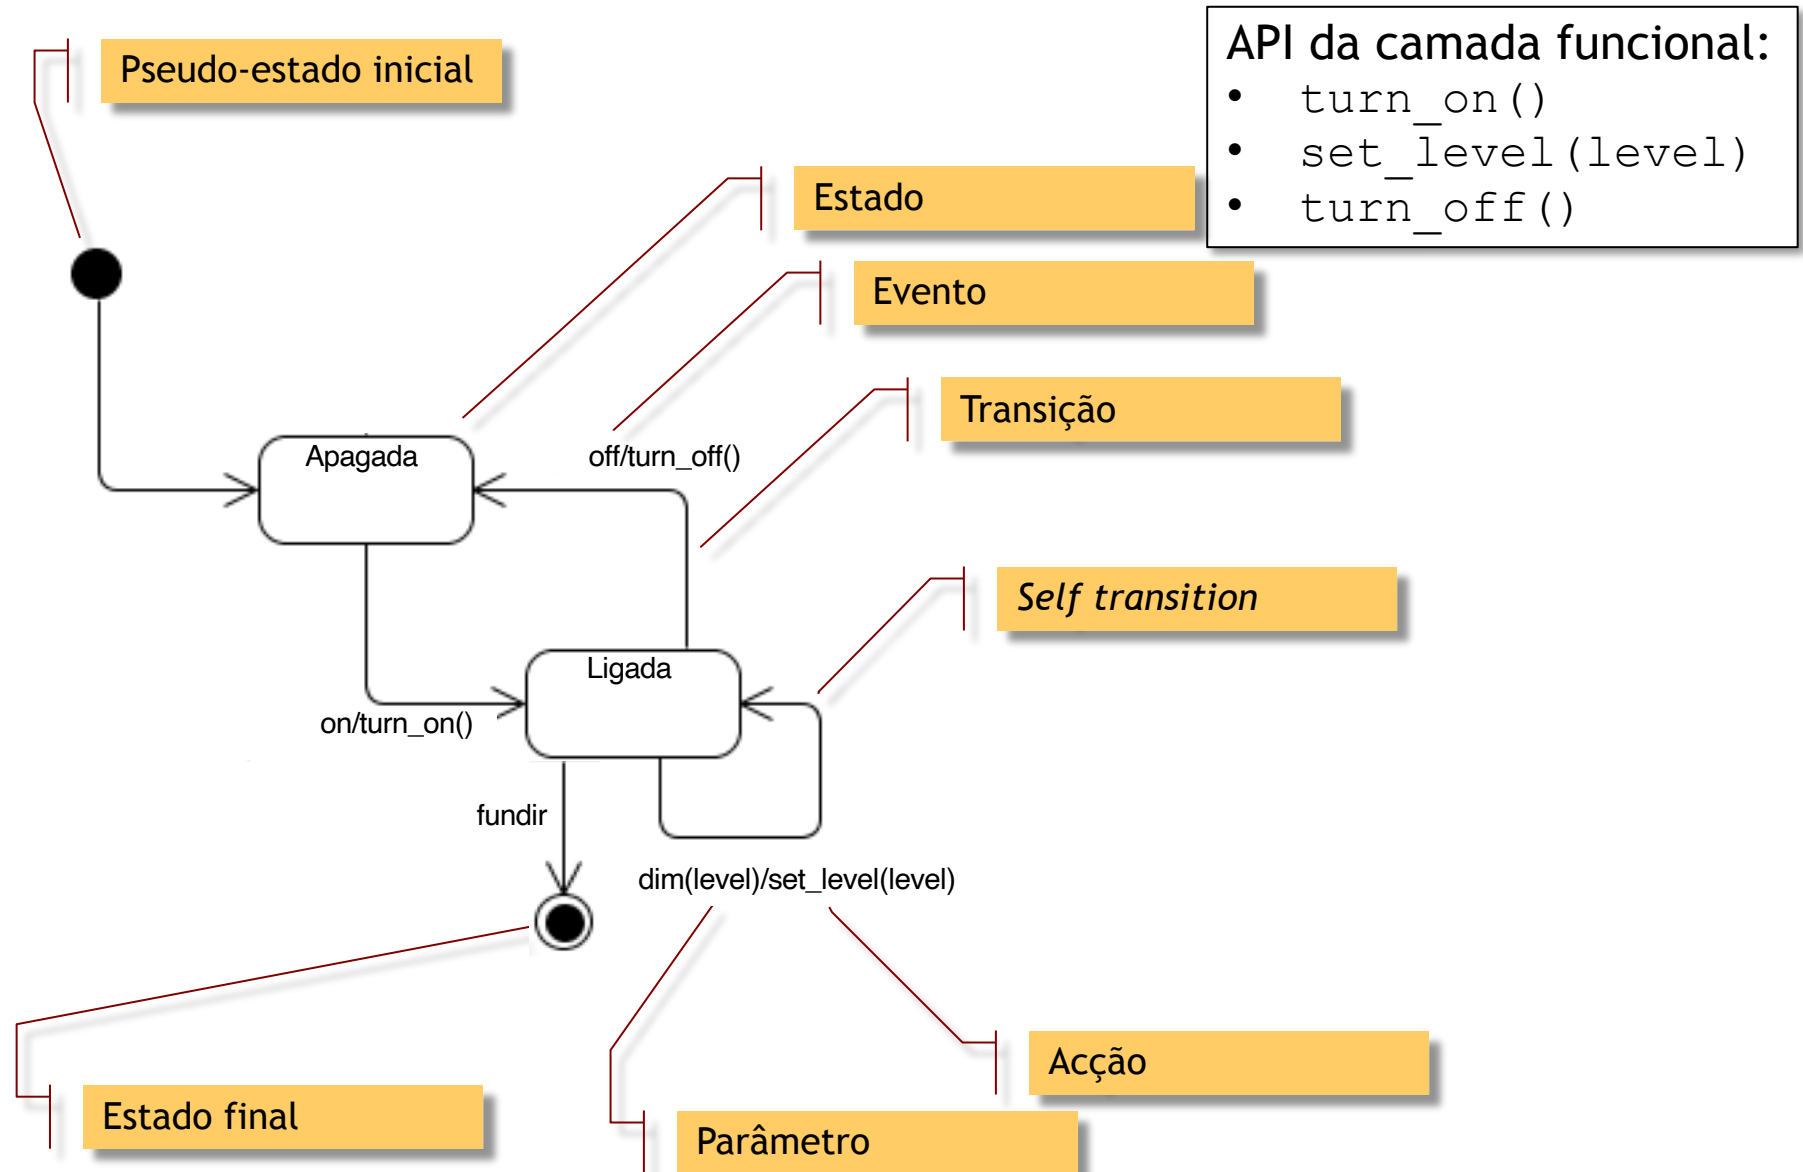 Pseudo-estado inicial
API da camada funcional:
• turn_on()
• set_level(level)
• turn_off()
Estado
Evento
Transição
Apagada
off/turn_off()
Self transition
Ligada
on/turn_on()
fundir
dim(level)/set_level(level)
Acção
Estado final
Parâmetro